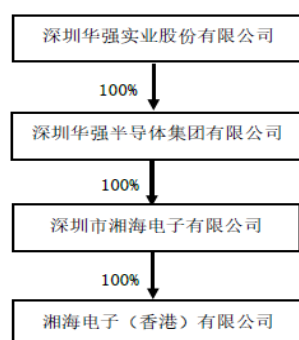 深圳华强实业股份有限公司
100%
深圳华强半导体集团有限公司
100%
深圳市湘海电子有限公司
100%
湘海电子（香港）有限公司